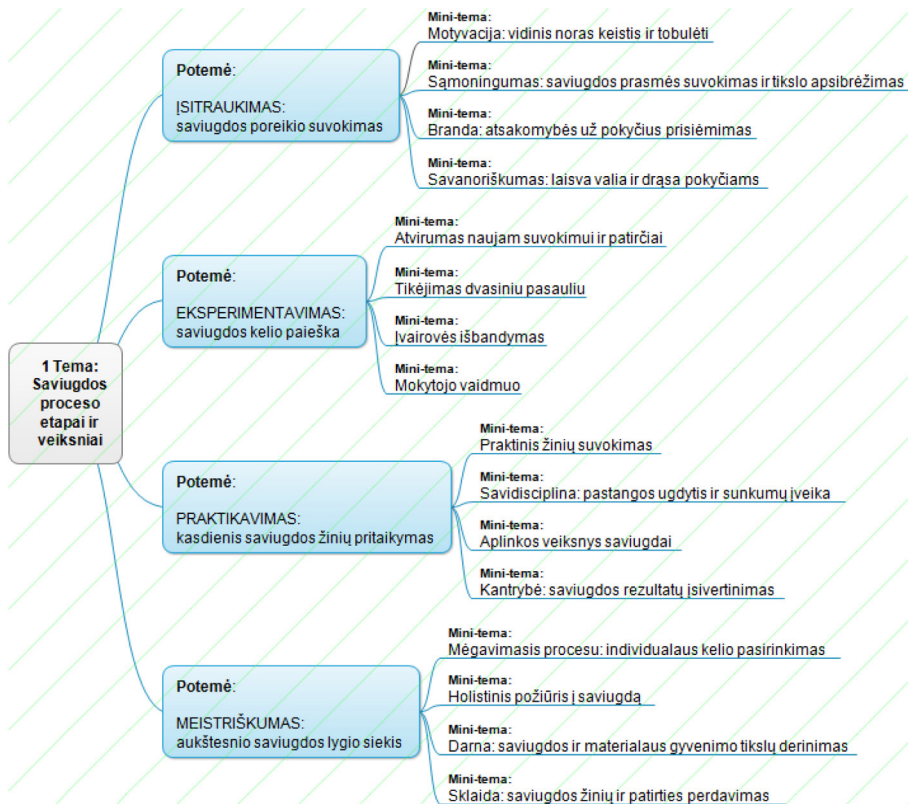 1 Tema:
Saviugdos
proceso
etapai ir
veiksniai
Potemė:
ĮSITRAUKIMAS:
saviugdos poreikio suvokimas
Mini-tema:
Motyvacija: vidinis noras keistis ir tobulėti
Mini-tema:
Sąmoningumas: saviugdos prasmės suvokimas ir tikslo apsibrėžimas
Mini-tema:
Branda: atsakomybės už pokyčius prisiėmimas
Mini-tema:
Savanoriškumas: laisva valia ir drąsa pokyčiams
Potemė:
EKSPERIMENTAVIMAS:
saviugdos kelio paieška
Mini-tema:
Atvirumas naujam suvokimui ir patirčiai
Mini-tema:
Tikėjimas dvasiniu pasauliu
Mini-tema:
Įvairovės išbandymas
Mini-tema:
Mokytojo vaidmuo
Potemė:
PRAKTIKAVIMAS:
kasdienis saviugdos žinių pritaikymas
Mini-tema:
Praktinis žinių suvokimas
Mini-tema:
Savidisciplina: pastangos ugdytis ir sunkumų įveika
Mini-tema:
Aplinkos veiksnys saviugdai
Mini-tema:
Kantrybė: saviugdos rezultatų įsivertinimas
Potemė:
MEISTRIŠKUMAS:
aukštesnio saviugdos lygio siekis
Mini-tema:
Mėgavimasis procesu: individualaus kelio pasirinkimas
Mini-tema:
Holistinis požiūris į saviugdą
Mini-tema:
Darna: saviugdos ir materialaus gyvenimo tikslų derinimas
Mini-tema:
Sklaida: saviugdos žinių ir patirties perdavimas